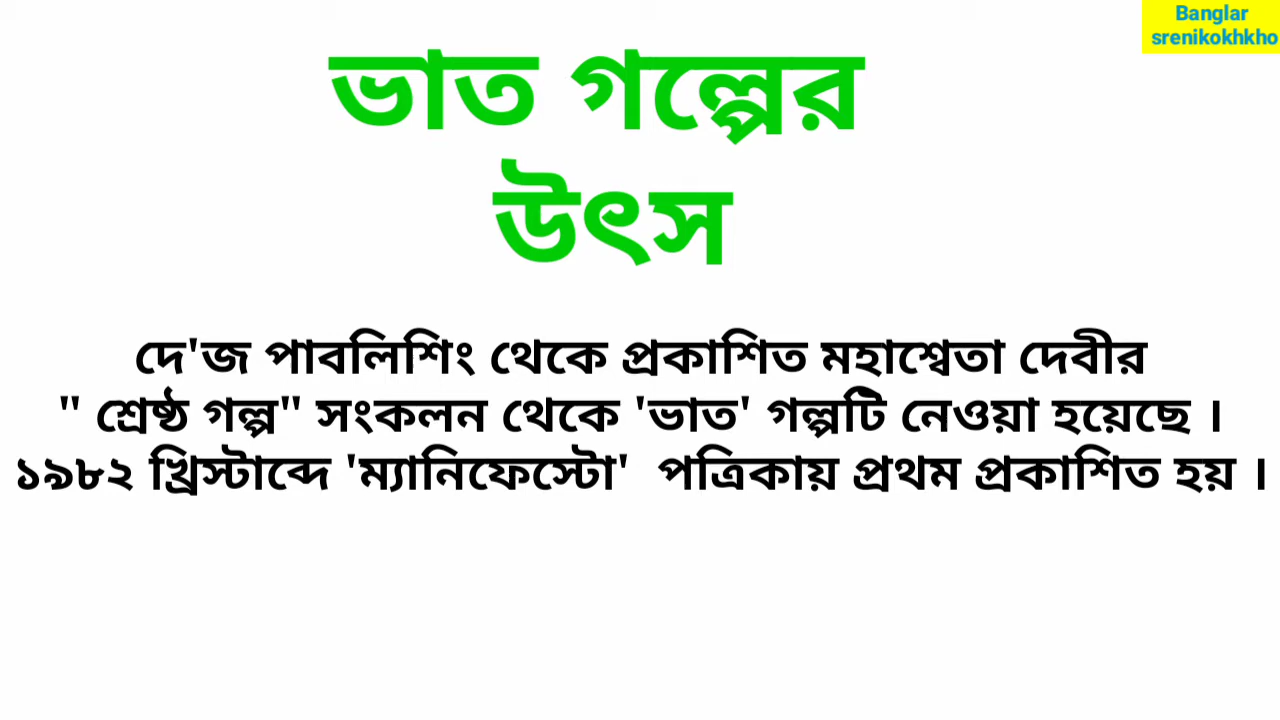 Banglar
srenikokhkho
ভাত গল্পের
উৎস
দে'জ পাবলিশিং থেকে প্রকাশিত মহাশ্বেতা দেবীর
" শ্রেষ্ঠ গল্প" সংকলন থেকে 'ভাত' গল্পটি নেওয়া হয়েছে ।
১৯৮২ খ্রিস্টাব্দে 'ম্যানিফেস্টো' পত্রিকায় প্রথম প্রকাশিত হয় ।